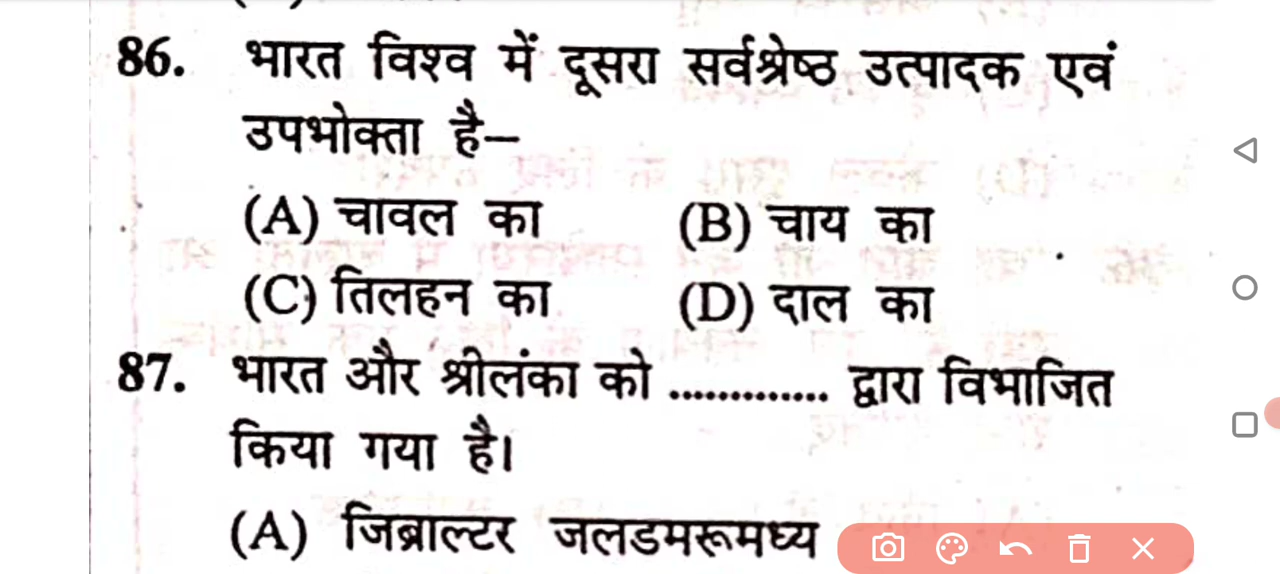 86. भारत विश्व में दूसरा सर्वश्रेष्ठ उत्पादक एवं
उपभोक्ता है–
(A) चावल का (B) चाय का
(C) तिलहन का (D) दाल का
87. भारत और श्रीलंका को ............. द्वारा विभाजित
किया गया है।
(A) जिब्राल्टर जलडमरूमध्य